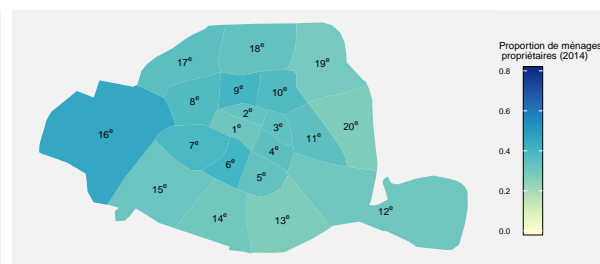 Proportion de ménages
propriétaires (2014)
18e
17e
19e
0.8
9e
10e
8e
0.6
2e
16e
1er
3e
20e
11e
7e
4e
0.4
6e
5e
15e
0.2
12e
14e
13e
0.0